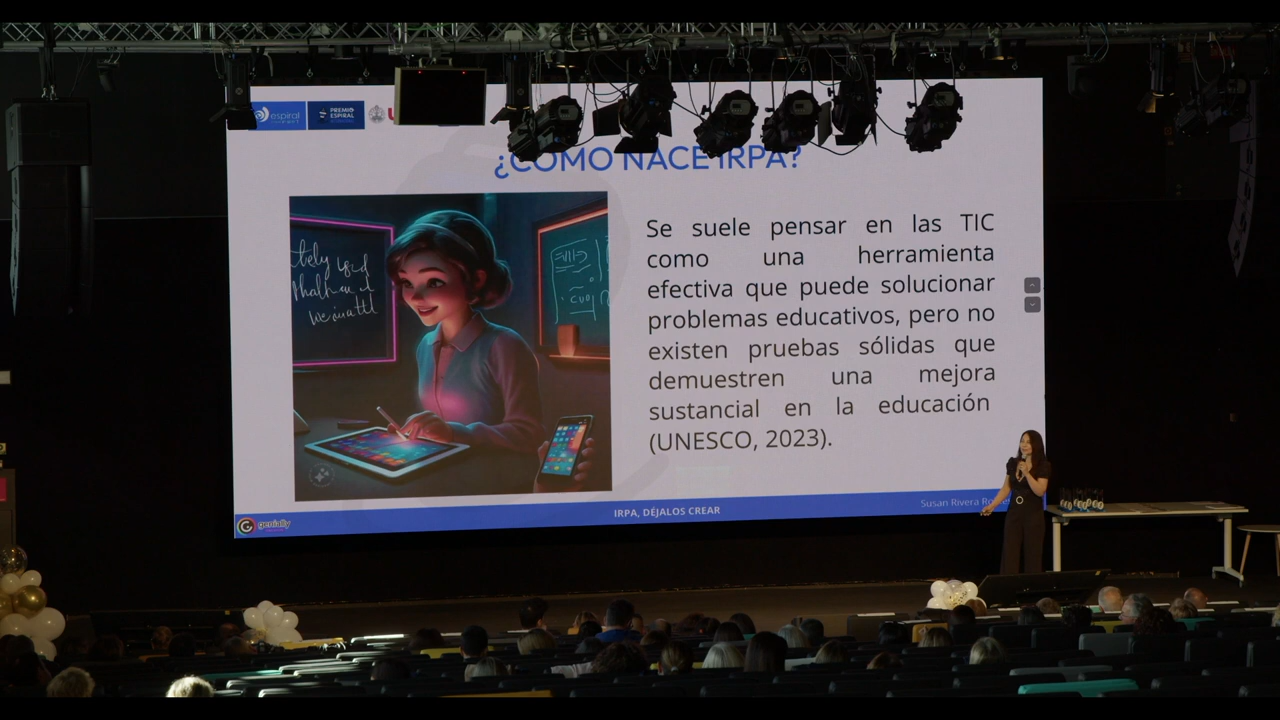 espiral
PREMIO
ESPIRAL
¿CÓMO NACE IRPA?
Se suele pensar en las TIC
como una herramienta
efectiva que puede solucionar
problemas educativos, pero no
existen pruebas sólidas que
demuestren una mejora
sustancial en la educación
(UNESCO, 2023).
IRPA, DÉJALOS CREAR
Susan Rivera
genially